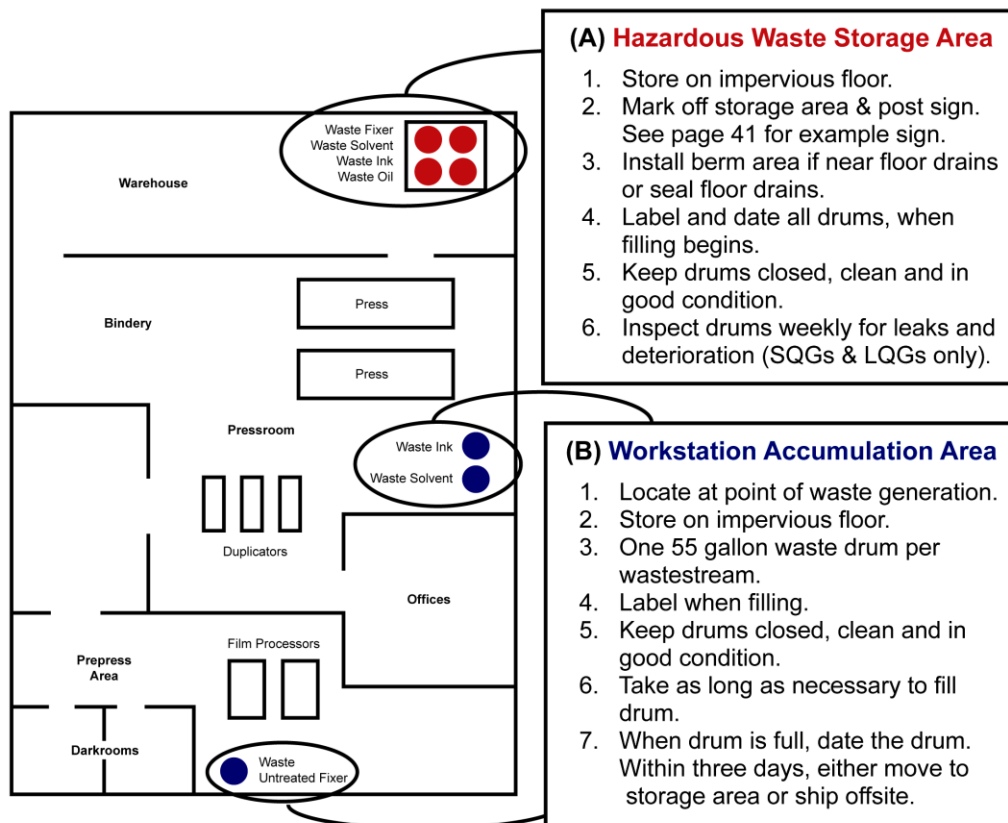 (A) Hazardous Waste Storage Area
1. Store on impervious floor.
2. Mark off storage area & post sign.
See page 41 for example sign.
3. Install berm area if near floor drains
or seal floor drains.
4. Label and date all drums, when
filling begins.
5. Keep drums closed, clean and in
good condition.
6. Inspect drums weekly for leaks and
deterioration (SQGs & LQGs only).
Waste Fixer
Waste Solvent
Waste Ink
Waste Oil
Warehouse
Bindery
Press
Press
Pressroom
Waste Ink
Waste Solvent
Duplicators
Offices
Film Processors
Prepress
Area
Darkrooms
Waste
Untreated Fixer
(B) Workstation Accumulation Area
1. Locate at point of waste generation.
2. Store on impervious floor.
3. One 55 gallon waste drum per
wastestream.
4. Label when filling.
5. Keep drums closed, clean and in
good condition.
6. Take as long as necessary to fill
drum.
7. When drum is full, date the drum.
Within three days, either move to
storage area or ship offsite.